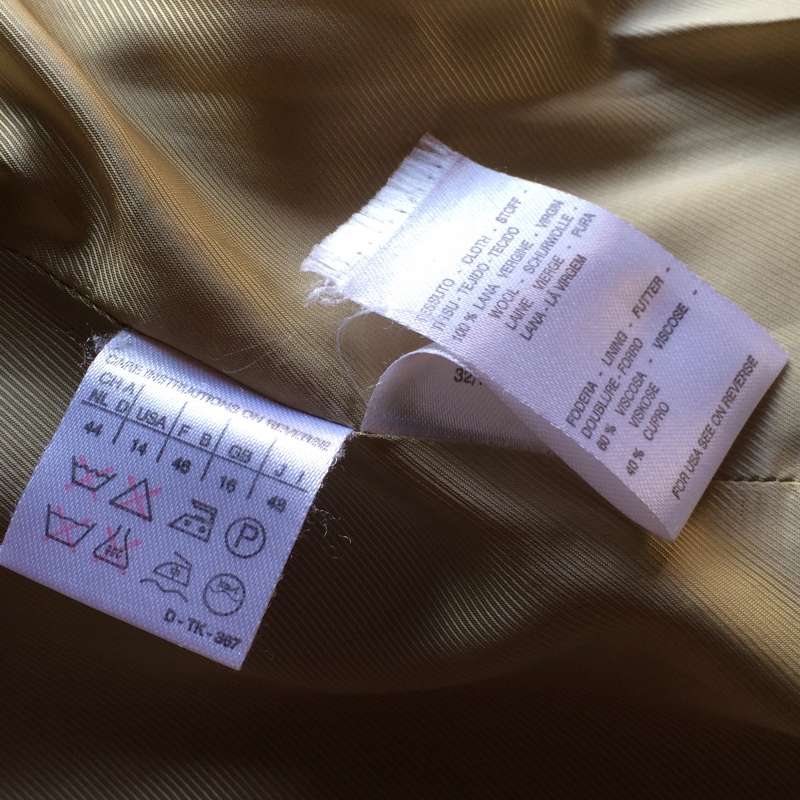 CARE INSTRUCTIONS ON REVERSE
CH A
NL D USA F B GB J I
44 14 46 16 48
P
D - TK - 367
TESSUTO - CLOTH - STOFF -
TISSU - TEJIDO - TECIDO
100 % LANA VERGINE - VIRGIN
WOOL - SCHURWOLLE -
LAINE - VIERGE - PURA
LANA - LÃ VIRGEM
FODERA - LINING - FUTTER -
DOUBLURE - FORRO
60 % VISCOSA - VISCOSE -
VISKOSE
40 % CUPRO
FOR USA SEE ON REVERSE